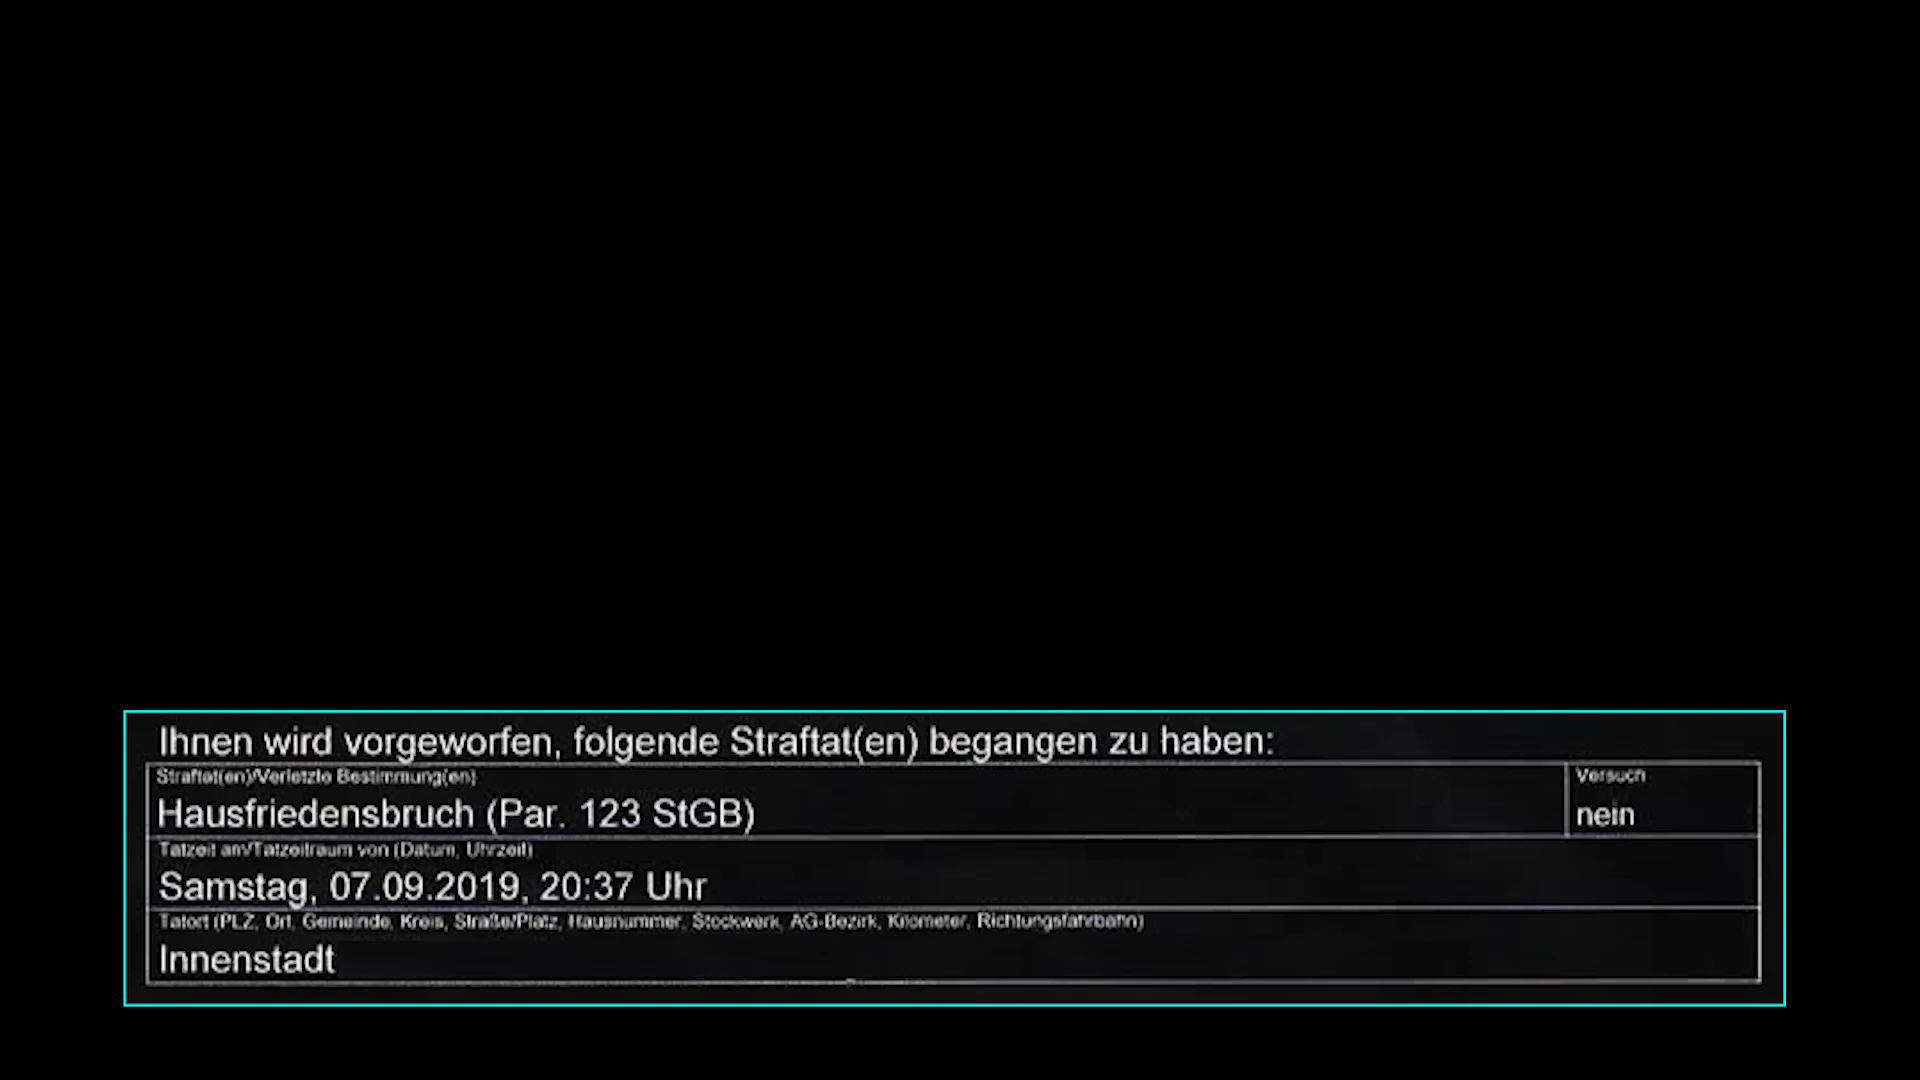 Ihnen wird vorgeworfen, folgende Straftat(en) begangen zu haben:
Straftat(en)/Verletzte Bestimmung(en)
Versuch
Hausfriedensbruch (Par. 123 StGB)
nein
Tatzeit am/Tatzeitraum von (Datum, Uhrzeit)
Samstag, 07.09.2019, 20:37 Uhr
Tatort (PLZ, Ort, Gemeinde, Kreis, Straße/Platz, Hausnummer, Stockwerk, AG-Bezirk, Kilometer, Richtungsfahrbahn)
Innenstadt